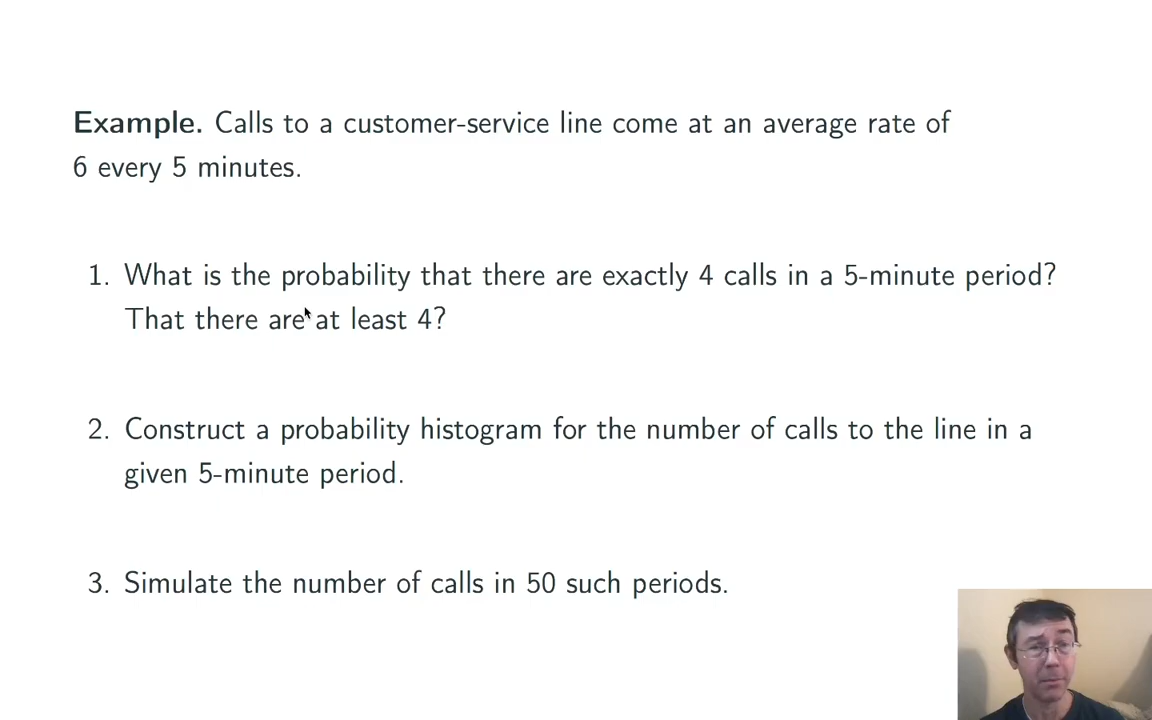 Example. Calls to a customer-service line come at an average rate of
6 every 5 minutes.
1. What is the probability that there are exactly 4 calls in a 5-minute period?
That there are at least 4?
2. Construct a probability histogram for the number of calls to the line in a
given 5-minute period.
3. Simulate the number of calls in 50 such periods.